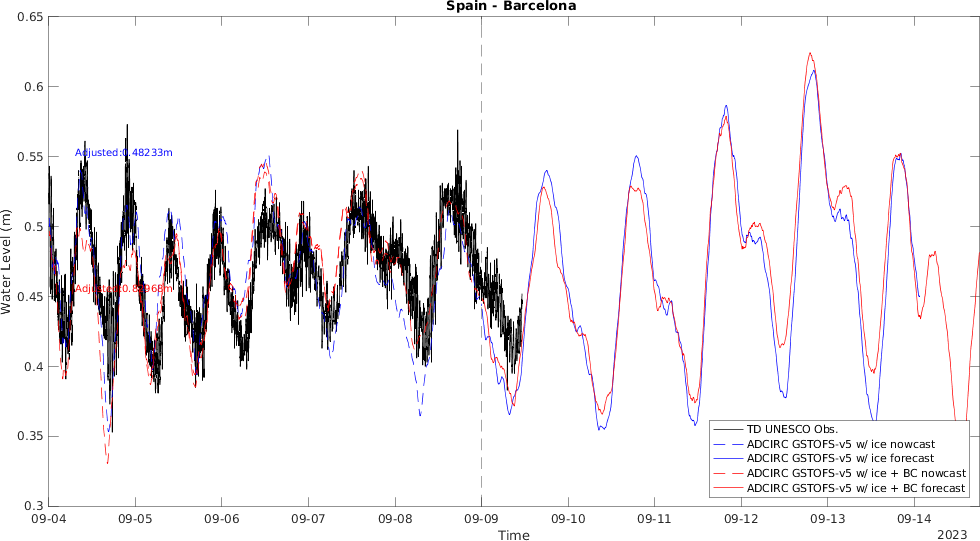 Spain - Barcelona
0.65
0.6
0.55
0.5
0.45
0.4
0.35
0.3
Water Level (m)
Adjusted:0.48233m
TD UNESCO Obs.
ADCIRC GSTOFS-v5 w/ ice nowcast
ADCIRC GSTOFS-v5 w/ ice forecast
ADCIRC GSTOFS-v5 w/ ice + BC nowcast
ADCIRC GSTOFS-v5 w/ ice + BC forecast
09-04 09-05 09-06 09-07 09-08 09-09 09-10 09-11 09-12 09-13 09-14
Time
2023